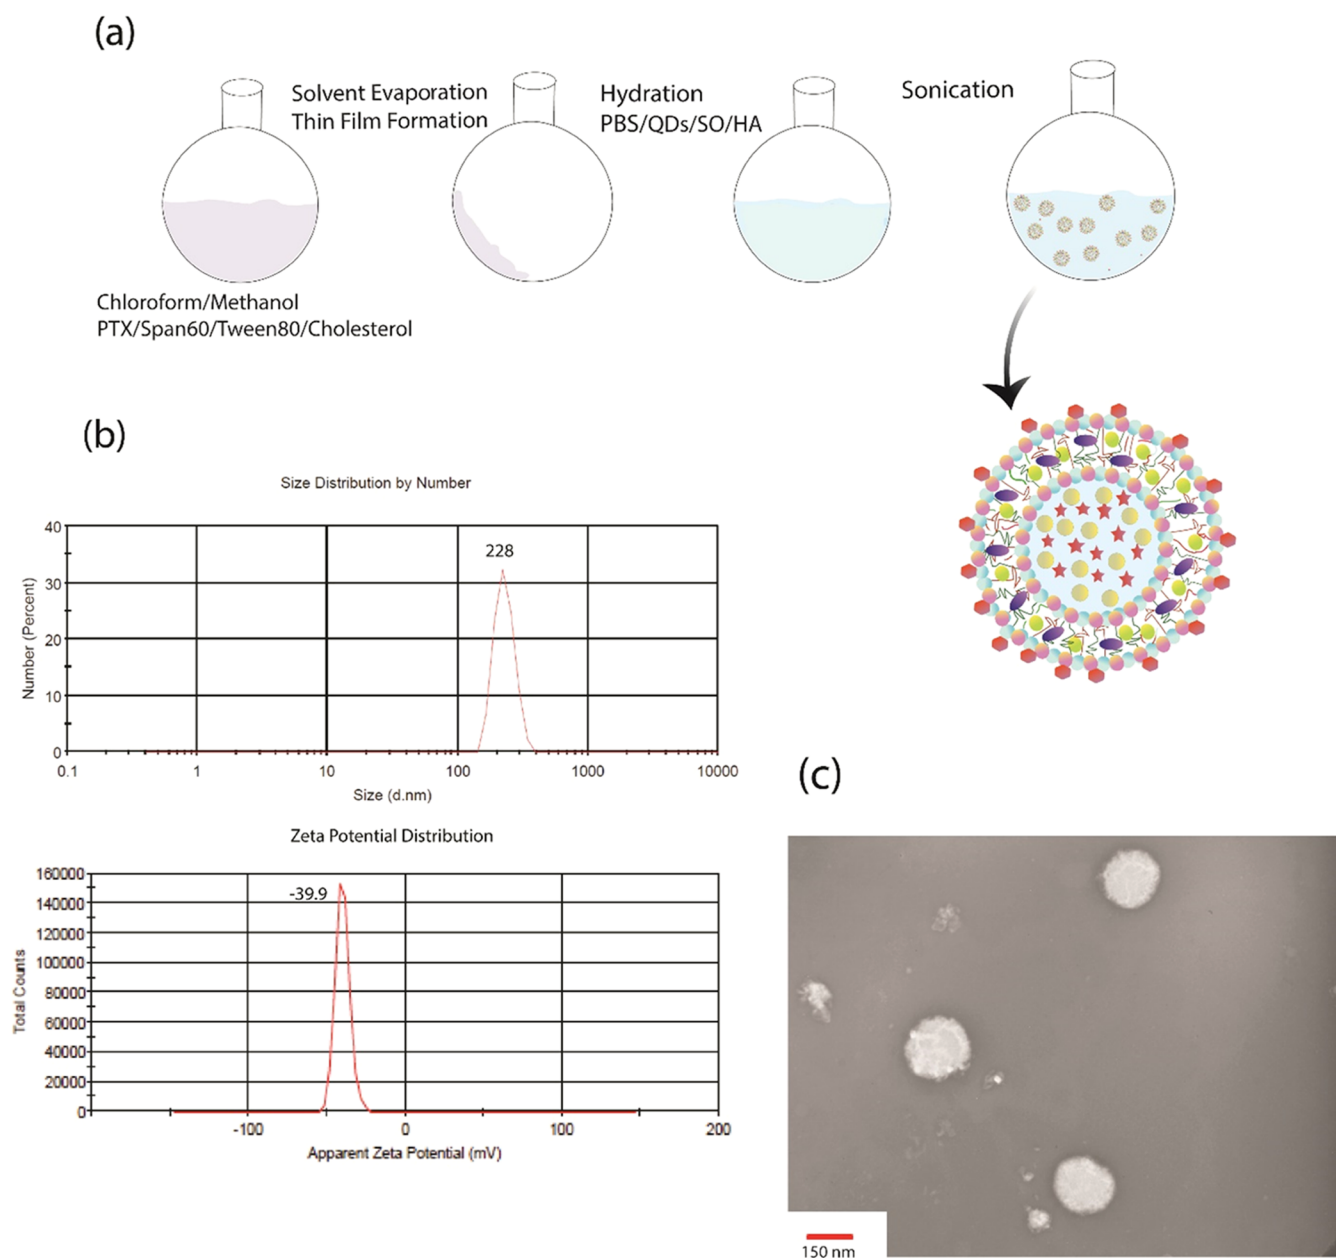 (a)
Solvent Evaporation
Thin Film Formation
Hydration
PBS/QDs/SO/HA
Sonication
Chloroform/Methanol
PTX/Span60/Tween80/Cholesterol
(b)
Size Distribution by Number
Number (Percent)
40
30
20
10
0
228
0.1 1 10 100 1000 10000
Size (d.nm)
Zeta Potential Distribution
Total Counts
160000
140000
120000
100000
80000
60000
40000
20000
0
-39.9
-100 0 100 200
Apparent Zeta Potential (mV)
(c)
150 nm